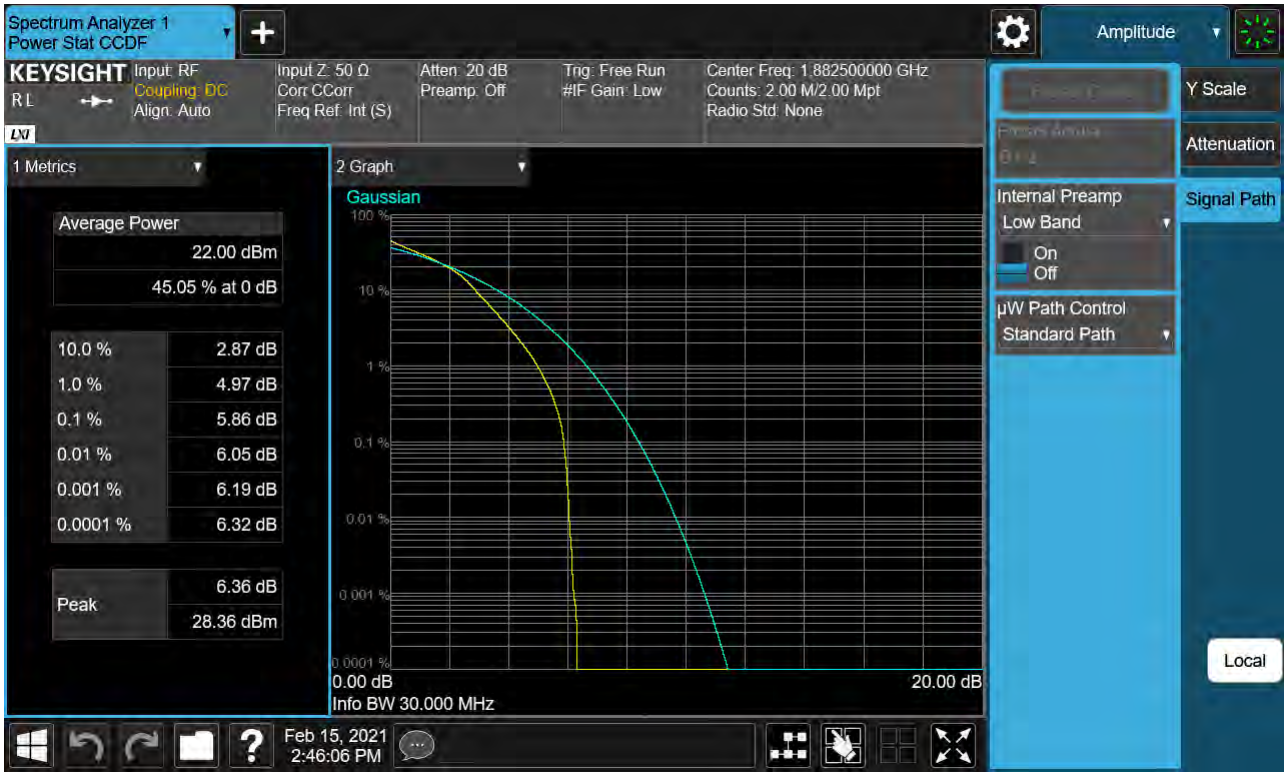 Spectrum Analyzer 1
Power Stat CCDF
Amplitude
KEYSIGHT
RL
LXI
Input: RF
Coupling: DC
Align: Auto
Input Z: 50 Ω
Corr CCorr
Freq Ref: Int (S)
Atten: 20 dB
Preamp: Off
Trig: Free Run
#IF Gain: Low
Center Freq: 1.882500000 GHz
Counts: 2.00 M/2.00 Mpt
Radio Std: None
1 Metrics
Average Power
22.00 dBm
45.05 % at 0 dB
10.0 % 2.87 dB
1.0 % 4.97 dB
0.1 % 5.86 dB
0.01 % 6.05 dB
0.001 % 6.19 dB
0.0001 % 6.32 dB
Peak
6.36 dB
28.36 dBm
2 Graph
Gaussian
100 %
10 %
1 %
0.1 %
0.01 %
0.001 %
0.0001 %
0.00 dB 20.00 dB
Info BW 30.000 MHz
Internal Preamp
Low Band
On
Off
µW Path Control
Standard Path
Y Scale
Attenuation
Signal Path
Local
Feb 15, 2021
2:46:06 PM